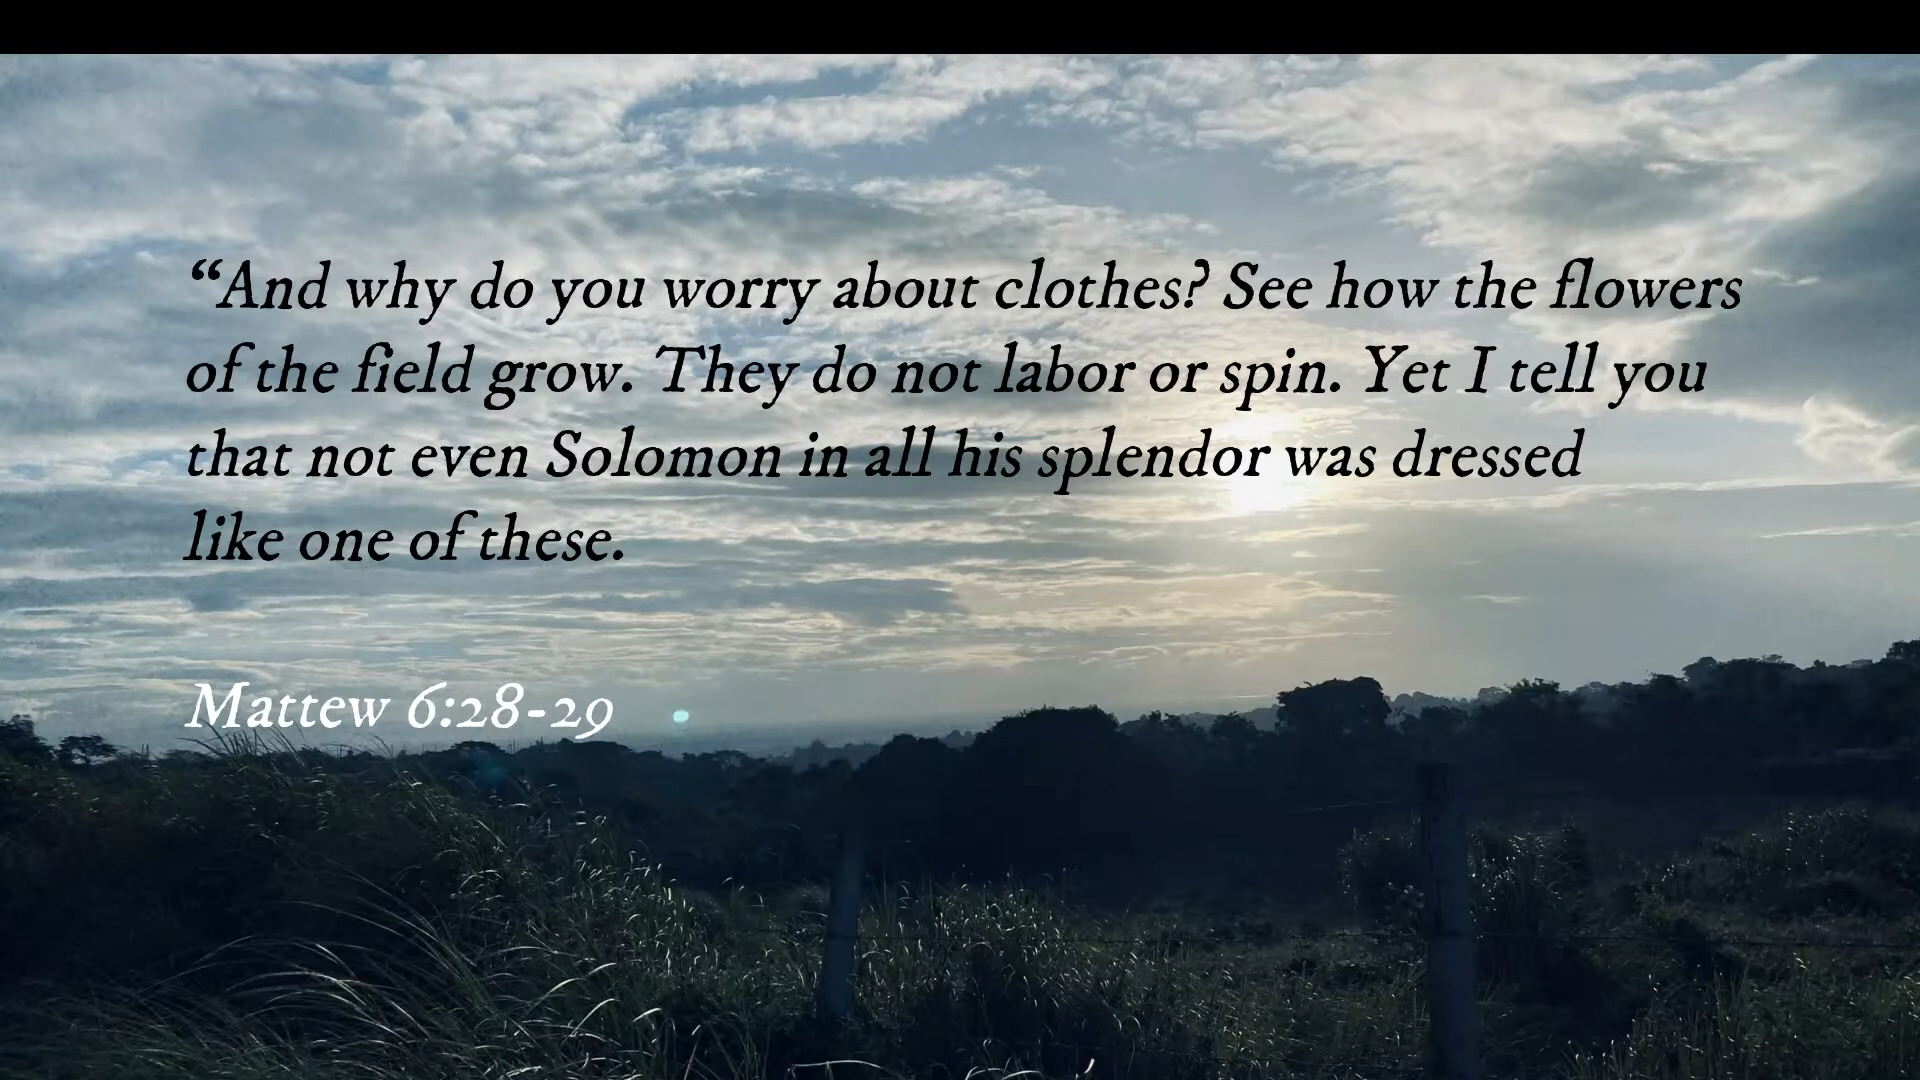 “And why do you worry about clothes? See how the flowers
of the field grow. They do not labor or spin. Yet I tell you
that not even Solomon in all his splendor was dressed
like one of these.
Mattew 6:28-29